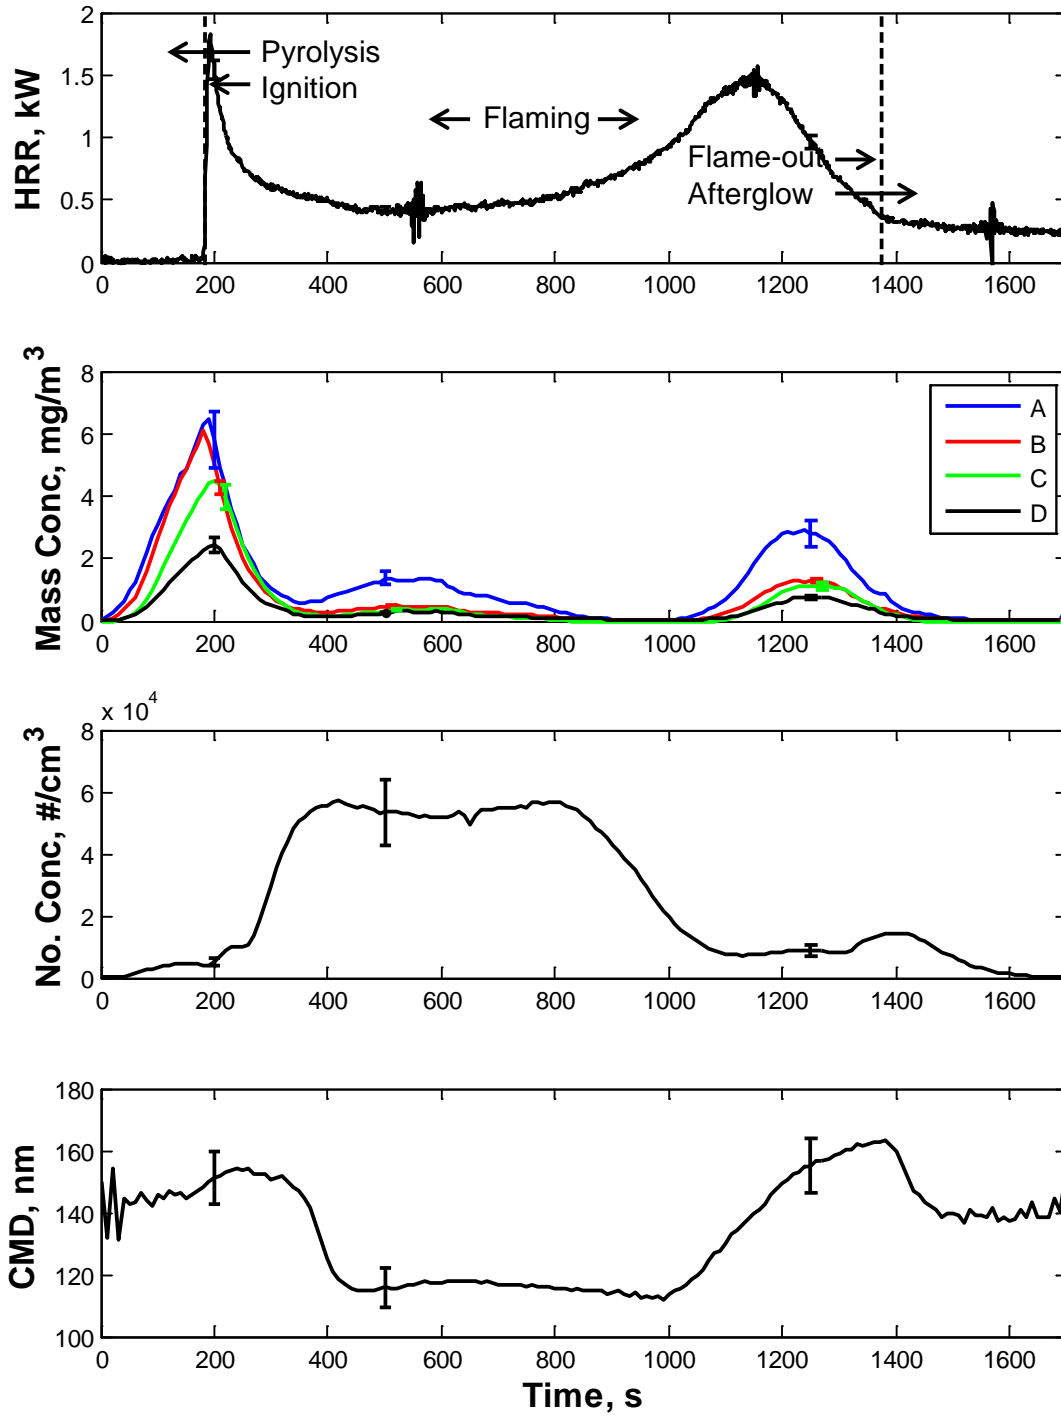 2
1.5
1
0.5
0
HRR, kW
Pyrolysis
Ignition
Flaming
Flame-out
Afterglow
0 200 400 600 800 1000 1200 1400 1600
8
6
4
2
0
Mass Conc, mg/m³
A
B
C
D
0 200 400 600 800 1000 1200 1400 1600
x 10⁴
8
6
4
2
0
No. Conc, #/cm³
0 200 400 600 800 1000 1200 1400 1600
180
160
140
120
100
CMD, nm
0 200 400 600 800 1000 1200 1400 1600
Time, s